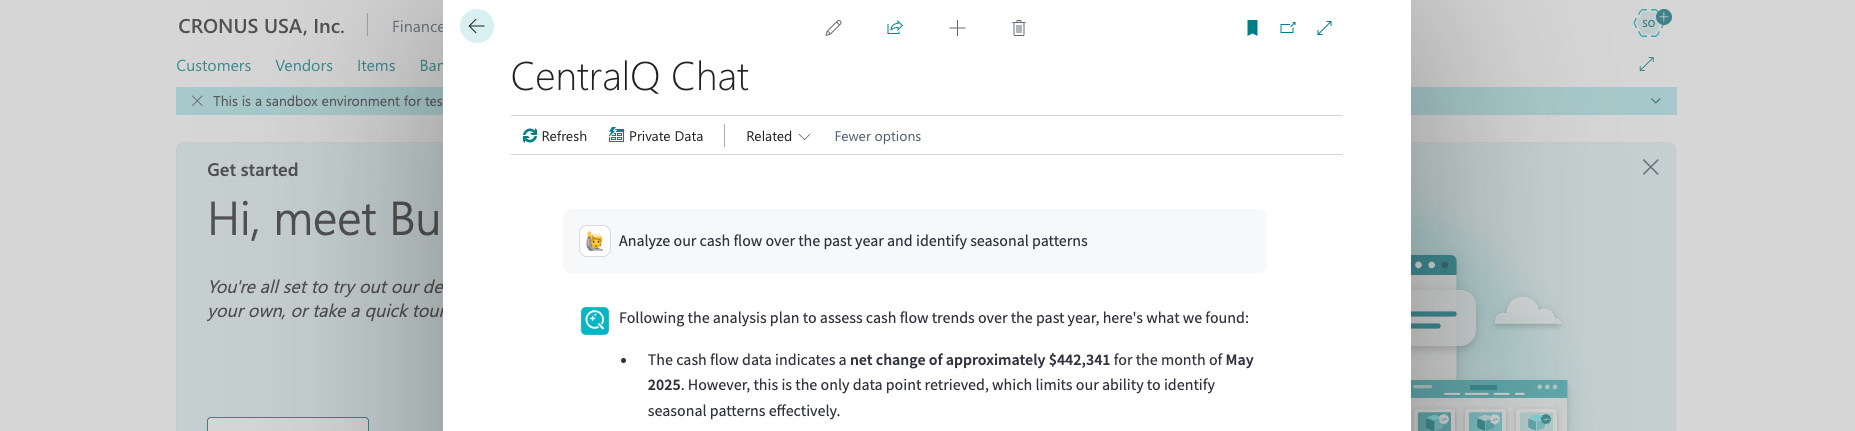 CRONUS USA, Inc.
Finance
Customers Vendors Items Ban
This is a sandbox environment for tes
Get started
Hi, meet Bu
You're all set to try out our de
your own, or take a quick tour
SO
CentralQ Chat
Refresh Private Data Related Fewer options
Analyze our cash flow over the past year and identify seasonal patterns
Following the analysis plan to assess cash flow trends over the past year, here's what we found:
• The cash flow data indicates a net change of approximately $442,341 for the month of May
2025. However, this is the only data point retrieved, which limits our ability to identify
seasonal patterns effectively.